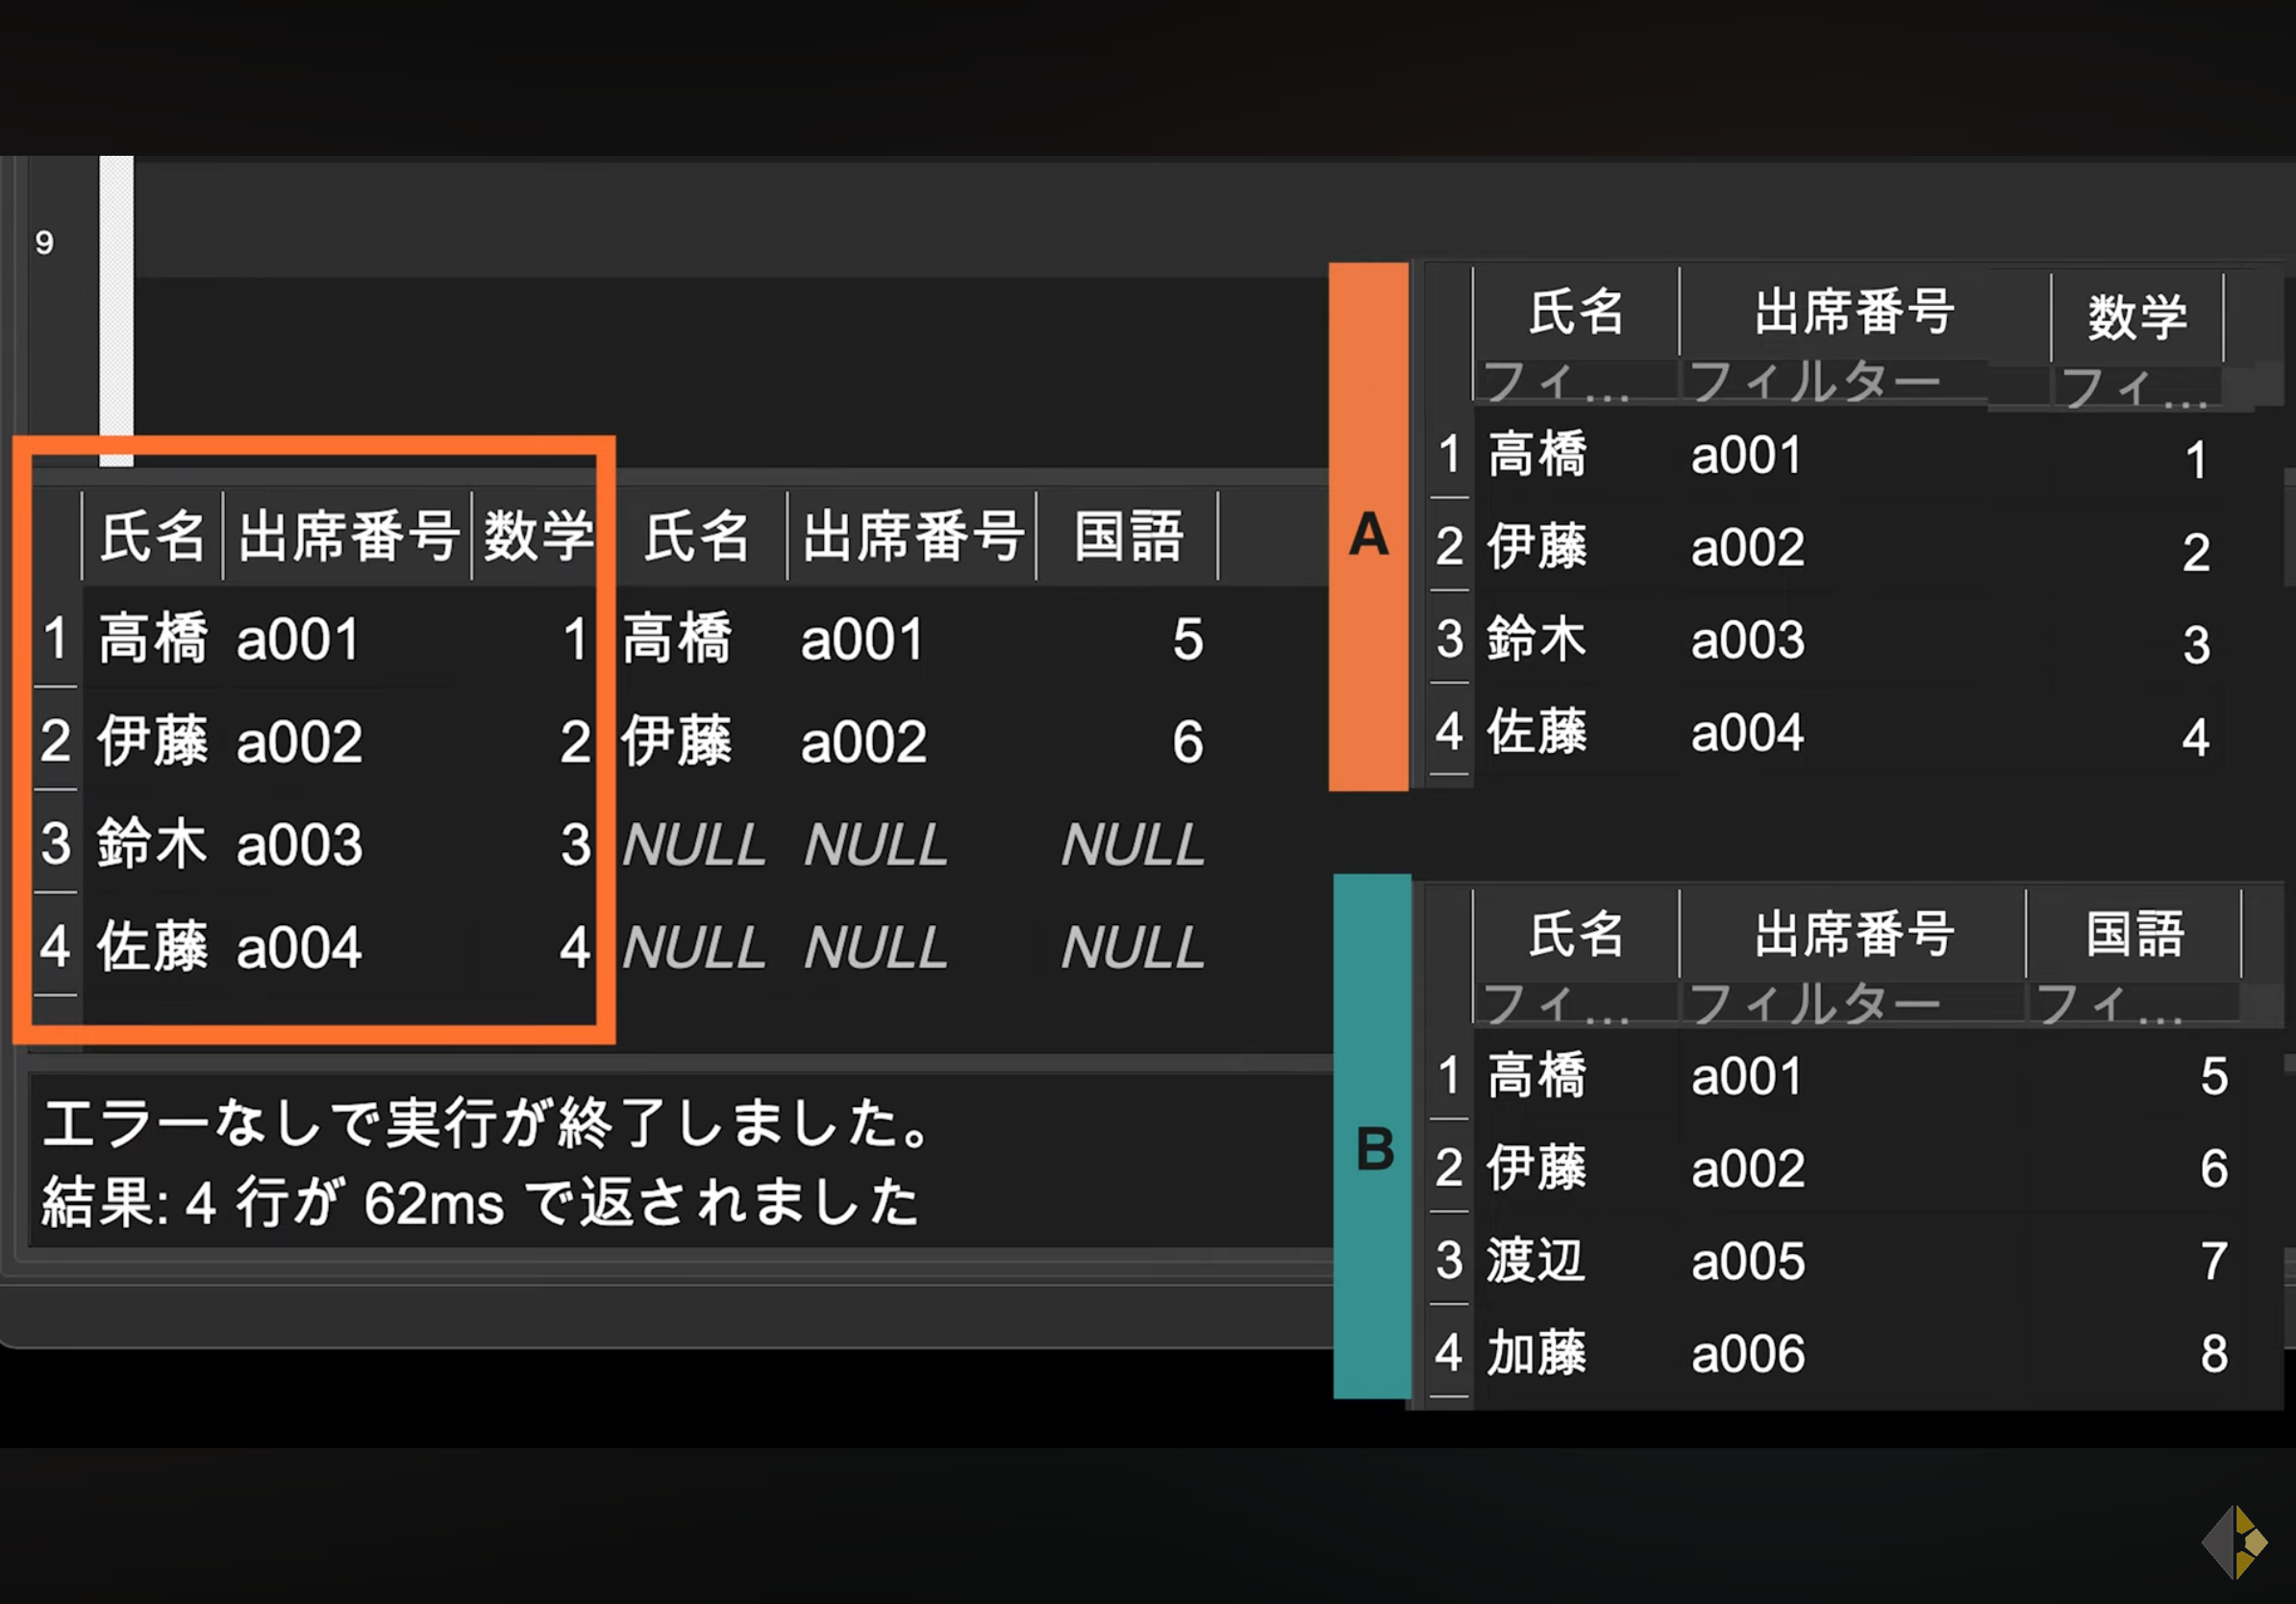 9
氏名 出席番号 数学 氏名 出席番号 国語
1 高橋 a001 1 高橋 a001 5
2 伊藤 a002 2 伊藤 a002 6
3 鈴木 a003 3 NULL NULL NULL
4 佐藤 a004 4 NULL NULL NULL
エラーなしで実行が終了しました。
結果: 4 行が 62ms で返されました
A
氏名 出席番号 数学
フィ... フィルター フィ...
1 高橋 a001 1
2 伊藤 a002 2
3 鈴木 a003 3
4 佐藤 a004 4
B
氏名 出席番号 国語
フィ... フィルター フィ...
1 高橋 a001 5
2 伊藤 a002 6
3 渡辺 a005 7
4 加藤 a006 8